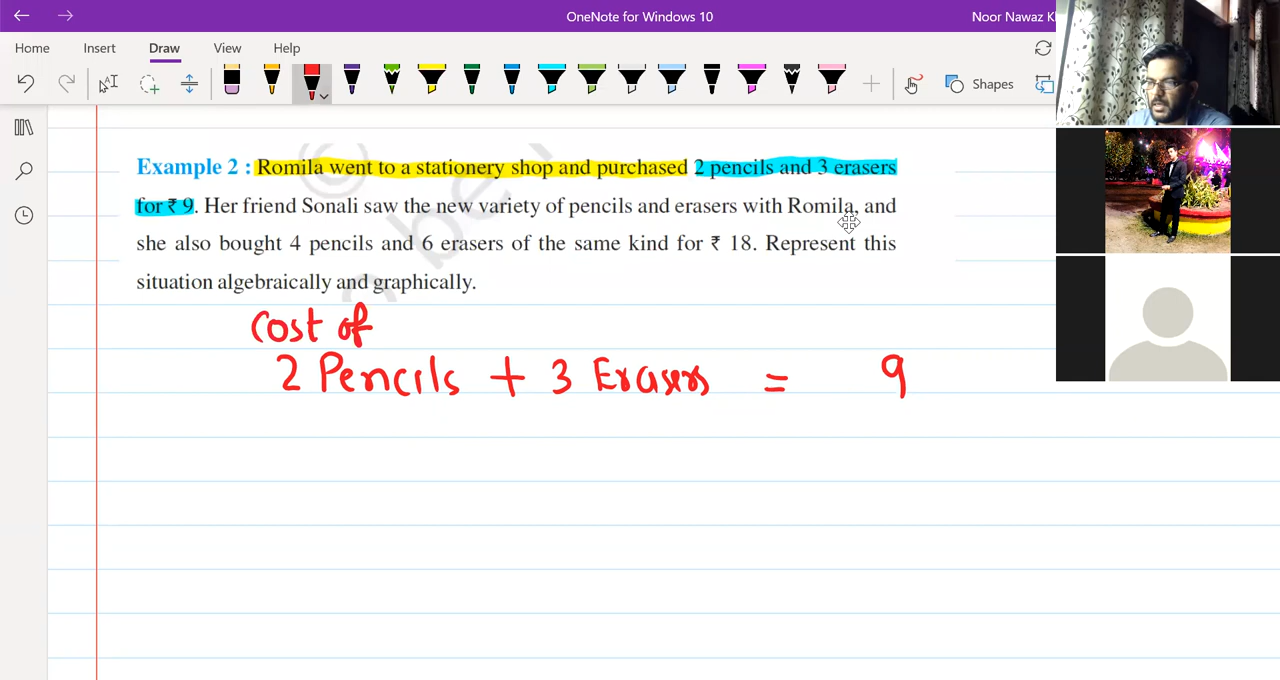 OneNote for Windows 10
Noor Nawaz K
Home Insert Draw View Help
Shapes
Example 2 : Romila went to a stationery shop and purchased 2 pencils and 3 erasers
for ₹ 9. Her friend Sonali saw the new variety of pencils and erasers with Romila, and
she also bought 4 pencils and 6 erasers of the same kind for ₹ 18. Represent this
situation algebraically and graphically.
Cost of
2 Pencils + 3 Erasers = 9